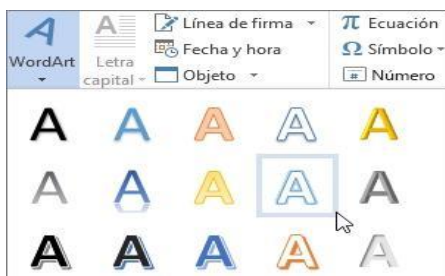 WordArt
Letra
capital
Línea de firma
Fecha y hora
Objeto
π Ecuación
Ω Símbolo
# Número
A A A A A
A A A A A
A A A A A